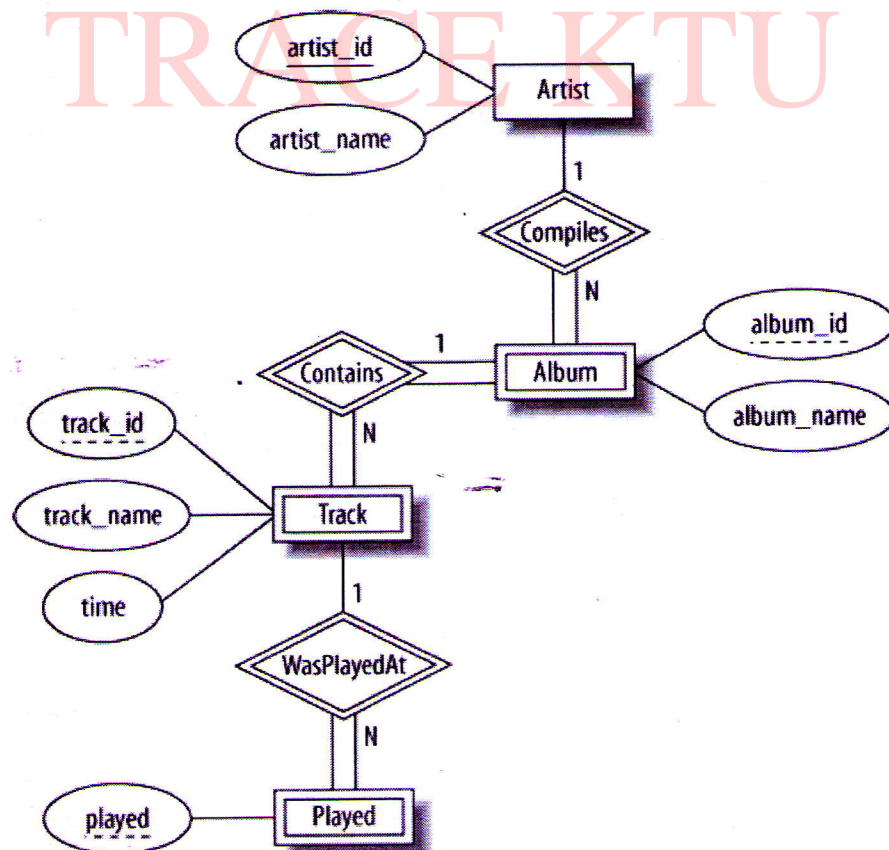 TRACE KTU
artist_id
Artist
artist_name
1
Compiles
N
album_id
1
Contains
Album
album_name
track_id
N
track_name
Track
time
1
WasPlayedAt
N
played
Played